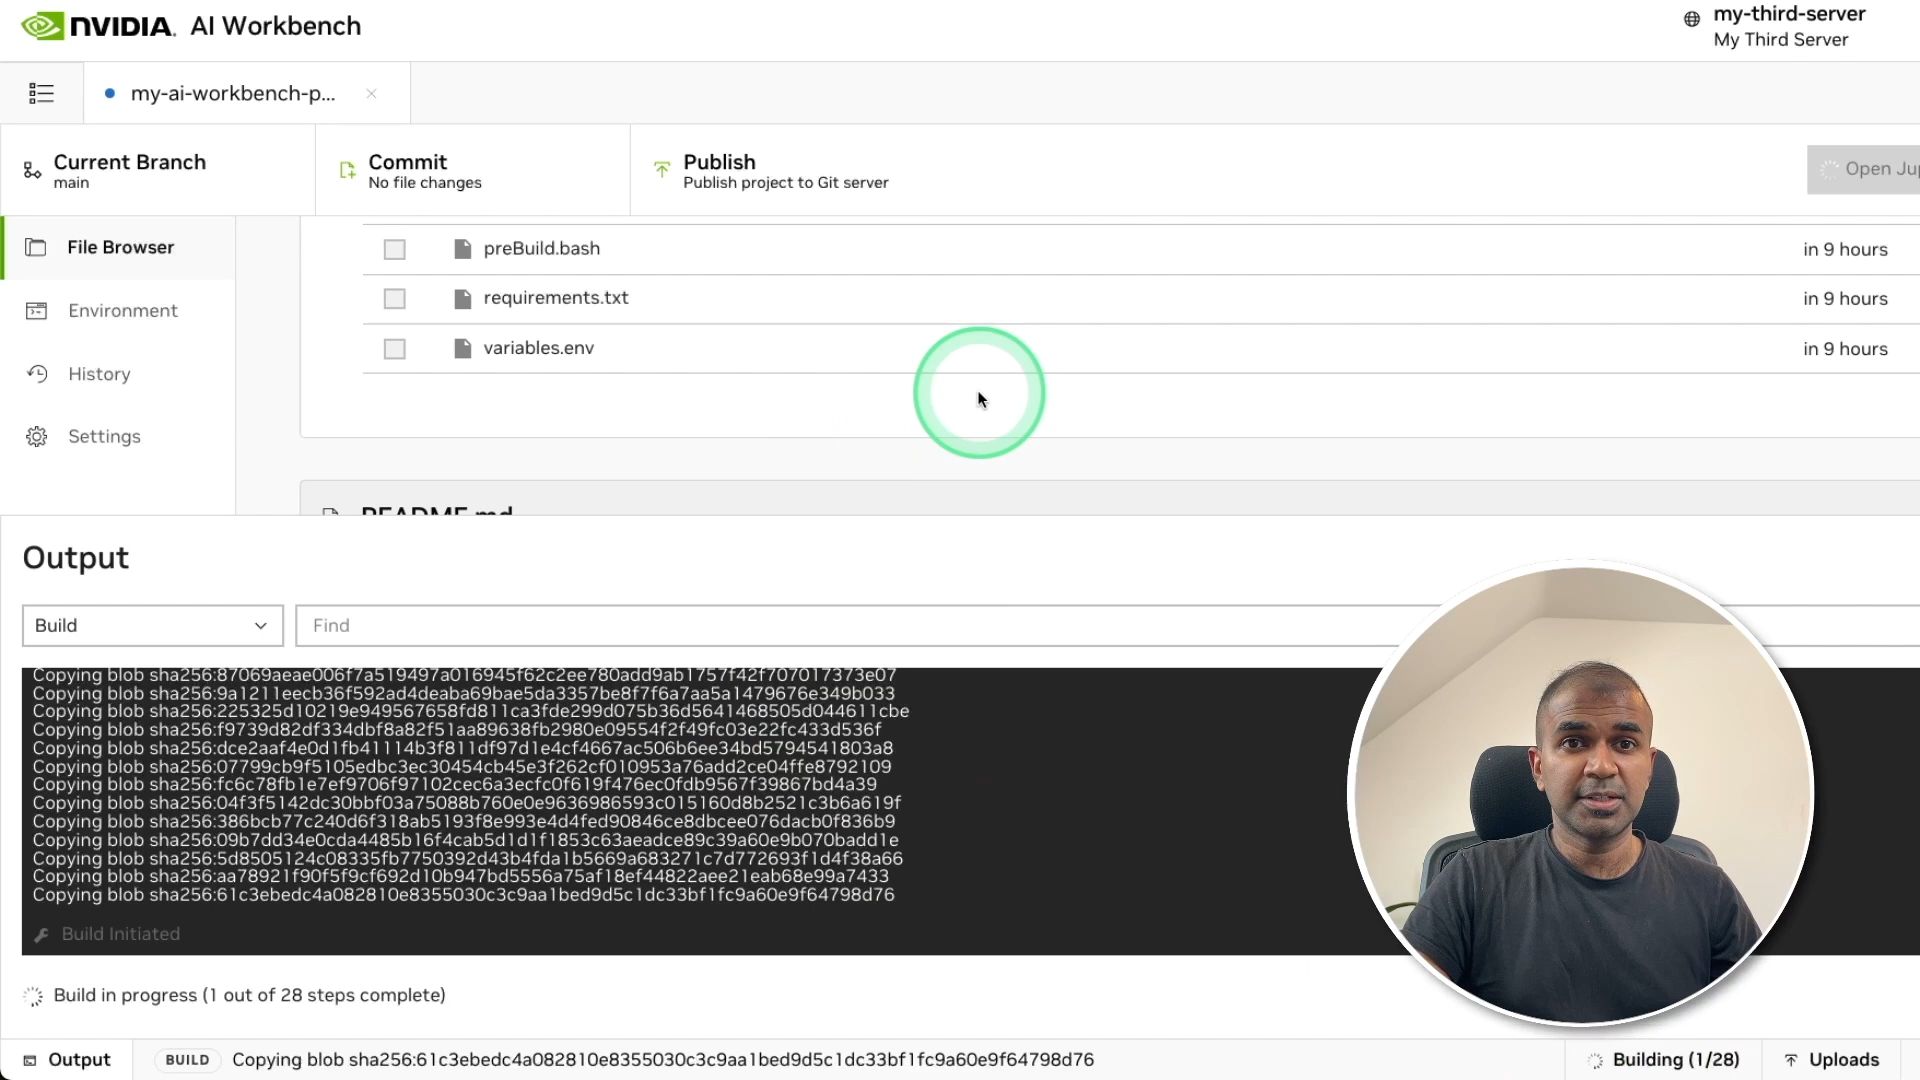 NVIDIA. AI Workbench
my-third-server
My Third Server
my-ai-workbench-p...
Current Branch
main
Commit
No file changes
Publish
Publish project to Git server
Open Jup
File Browser
Environment
History
Settings
preBuild.bash in 9 hours
requirements.txt in 9 hours
variables.env in 9 hours
README.md
Output
Build
Find
Copying blob sha256:87069aeae006f7a519497a016945f62c2ee780add9ab1757f42f707017373e07
Copying blob sha256:9a1211eecb36f592ad4deaba69bae5da3357be8f7f6a7aa5a1479676e349b033
Copying blob sha256:225325d10219e949567658fd811ca3fde299d075b36d5641468505d044611cbe
Copying blob sha256:f9739d82df334dbf8a82f51aa89638fb2980e09554f2f49fc03e22fc433d536f
Copying blob sha256:dce2aaf4e0d1fb41114b3f811df97d1e4cf4667ac506b6ee34bd5794541803a8
Copying blob sha256:07799cb9f5105edbc3ec30454cb45e3f262cf010953a76add2ce04ffe8792109
Copying blob sha256:fc6c78fb1e7ef9706f97102cec6a3ecfc0f619f476ec0fdb9567f39867bd4a39
Copying blob sha256:04f3f5142dc30bbf03a75088b760e0e9636986593c015160d8b2521c3b6a619f
Copying blob sha256:386bcb77c240d6f318ab5193f8e993e4d4fed90846ce8dbcee076dacb0f836b9
Copying blob sha256:09b7dd34e0cda4485b16f4cab5d1d1f1853c63aeadce89c39a60e9b070badd1e
Copying blob sha256:5d8505124c08335fb7750392d43b4fda1b5669a683271c7d772693f1d4f38a66
Copying blob sha256:aa78921f90f5f9cf692d10b947bd5556a75af18ef44822aee21eab68e99a7433
Copying blob sha256:61c3ebedc4a082810e8355030c3c9aa1bed9d5c1dc33bf1fc9a60e9f64798d76
Build Initiated
Build in progress (1 out of 28 steps complete)
Output BUILD Copying blob sha256:61c3ebedc4a082810e8355030c3c9aa1bed9d5c1dc33bf1fc9a60e9f64798d76 Building (1/28) Uploads